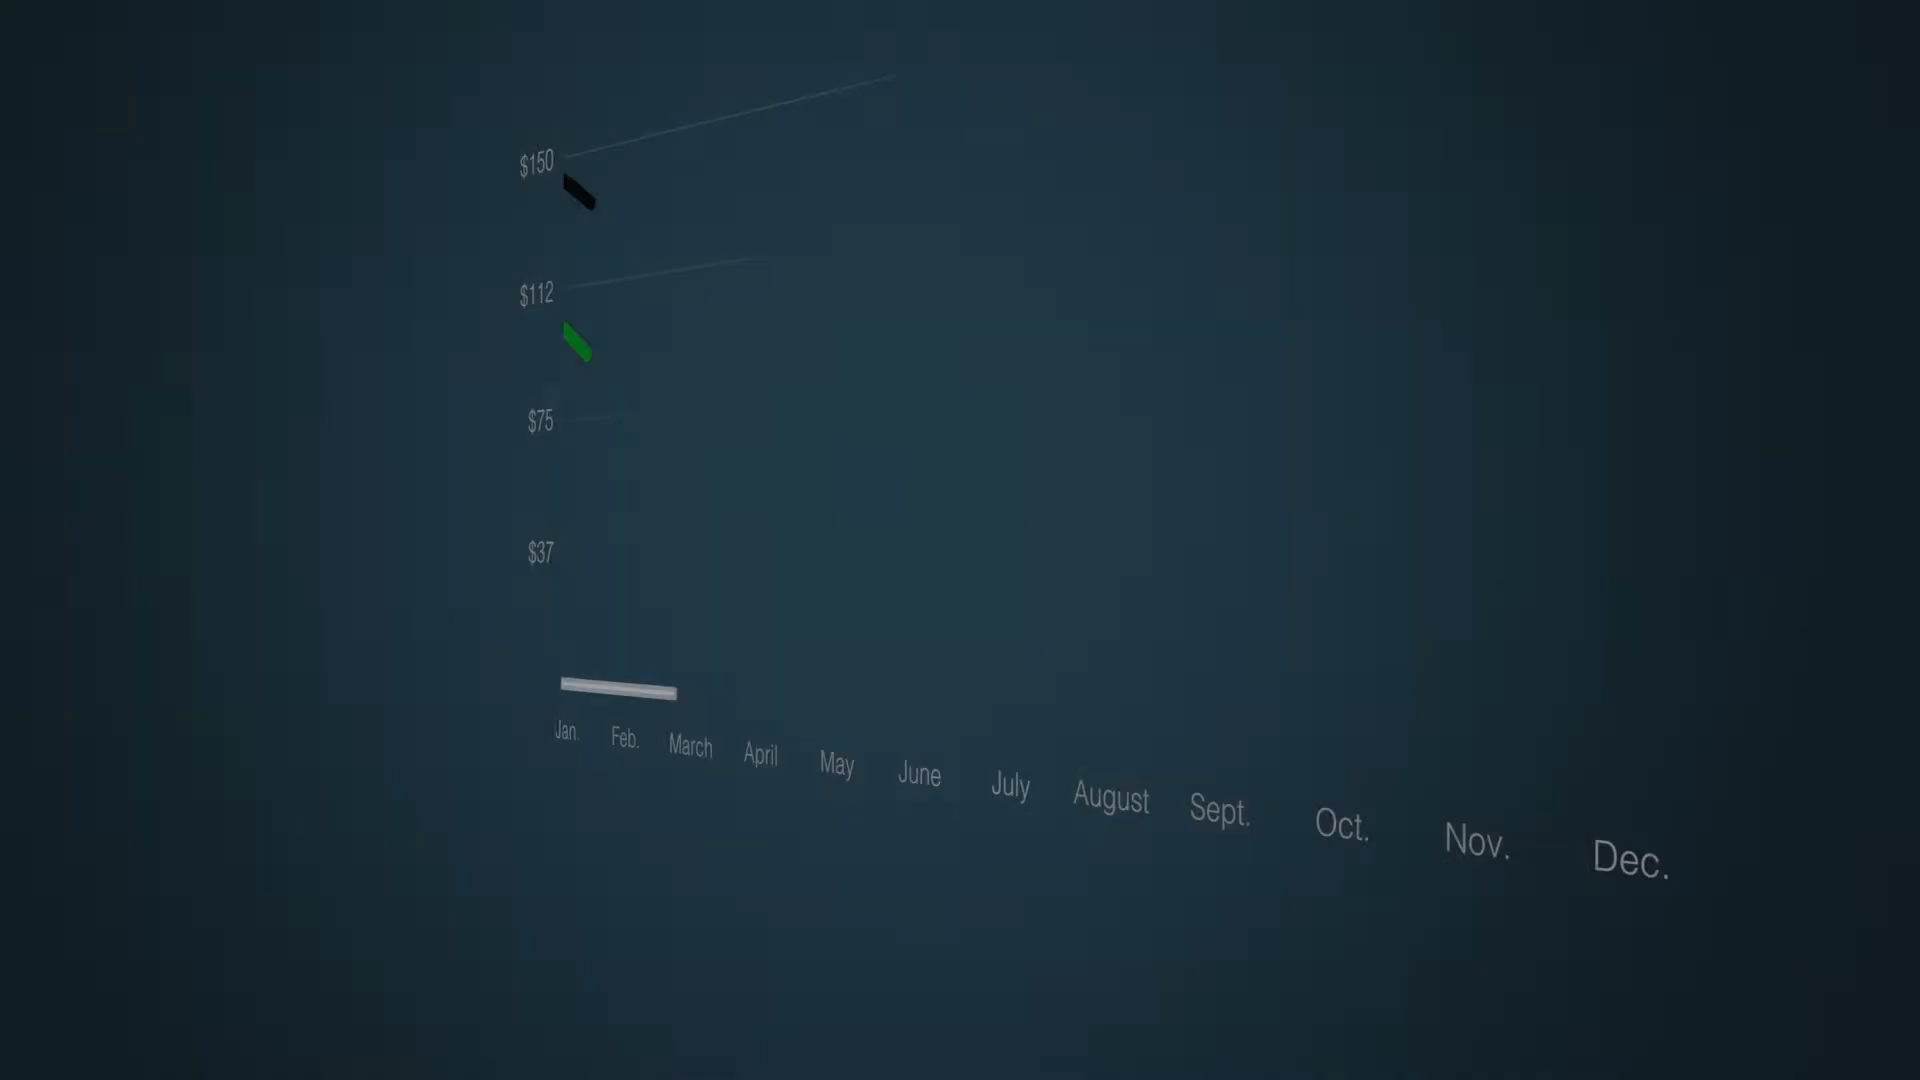 $150
$112
$75
$37
Jan. Feb. March April May June July August Sept. Oct. Nov. Dec.